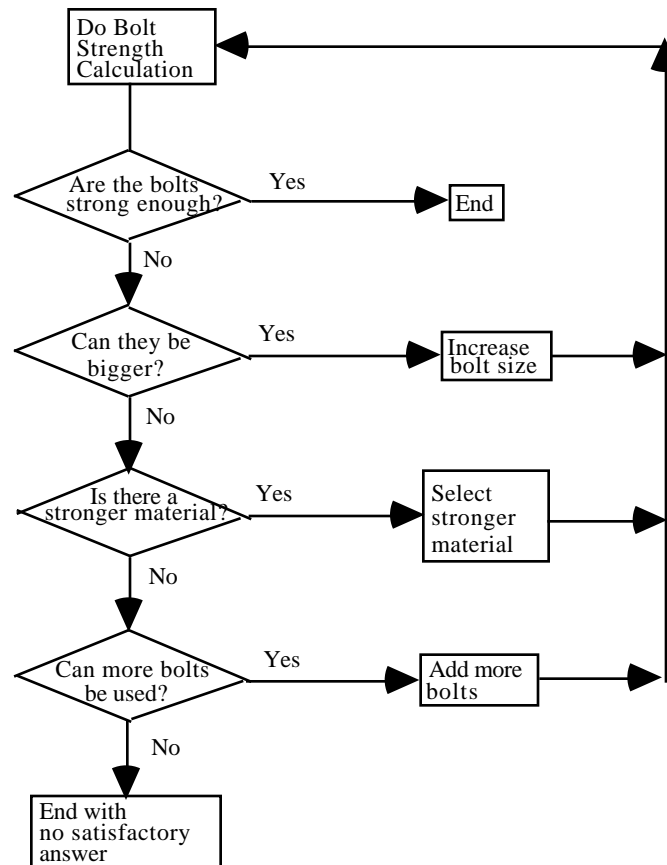 Do Bolt
Strength
Calculation
Are the bolts
strong enough?
Yes
End
No
Can they be
bigger?
Yes
Increase
bolt size
No
Is there a
stronger material?
Yes
Select
stronger
material
No
Can more bolts
be used?
Yes
Add more
bolts
No
End with
no satisfactory
answer